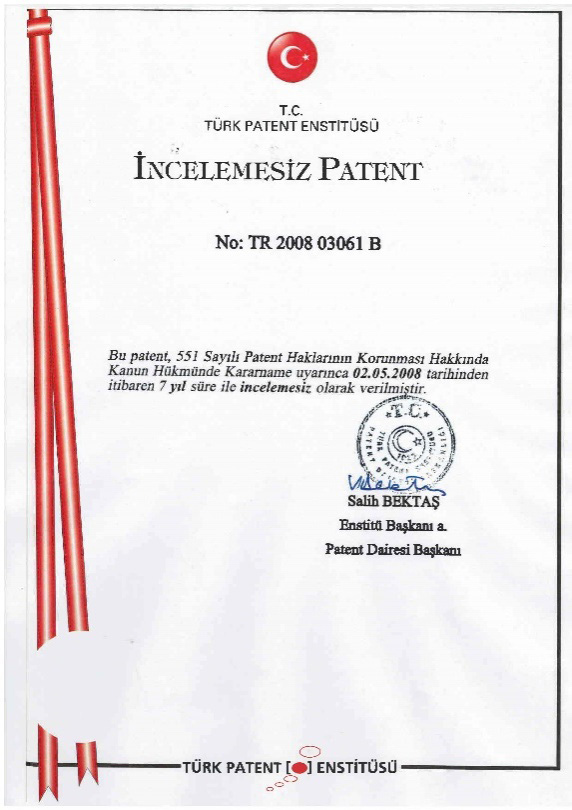 T.C.
TÜRK PATENT ENSTİTÜSÜ
İNCELEMESİZ PATENT
No: TR 2008 03061 B
Bu patent, 551 Sayılı Patent Haklarının Korunması Hakkında
Kanun Hükmünde Kararname uyarınca 02.05.2008 tarihinden
itibaren 7 yıl süre ile incelemesiz olarak verilmiştir.
T.C.
Salih BEKTAŞ
Enstitü Başkanı a.
Patent Dairesi Başkanı
TÜRK PATENT [ ] ENSTİTÜSÜ